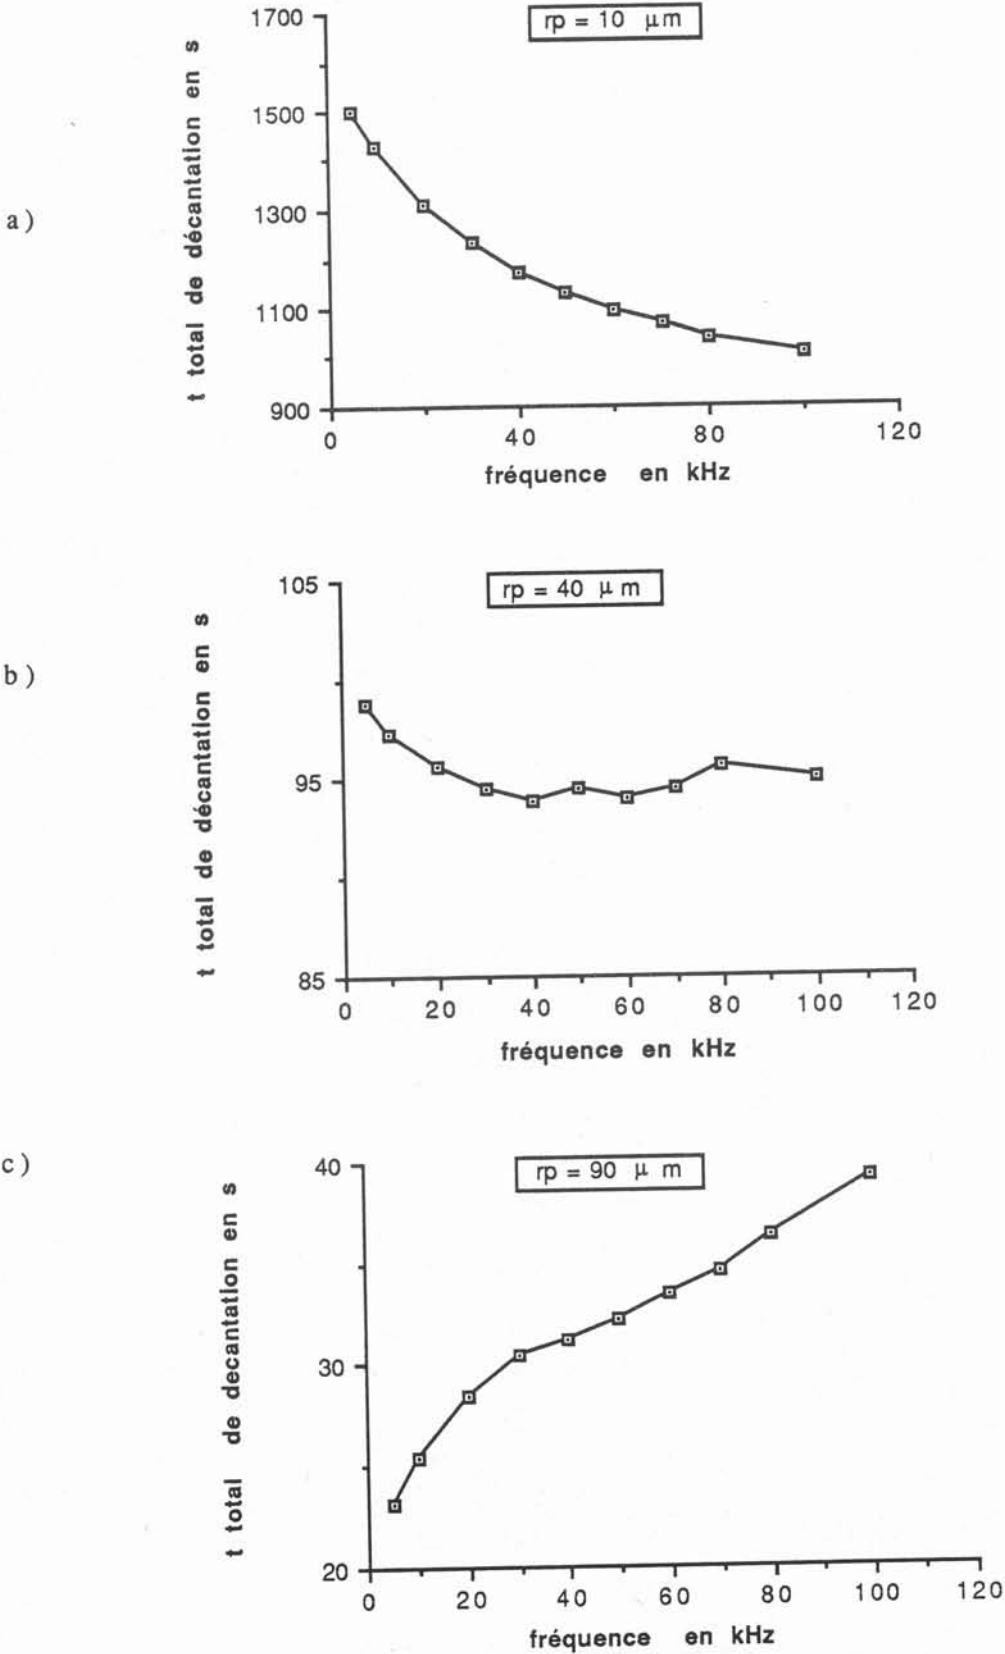 a)
rp = 10 µm
t total de décantation en s
1700
1500
1300
1100
900
0 40 80 120
fréquence en kHz
b)
rp = 40 µ m
t total de décantation en s
105
95
85
0 20 40 60 80 100 120
fréquence en kHz
c)
rp = 90 µ m
t total de decantation en s
40
30
20
0 20 40 60 80 100 120
fréquence en kHz